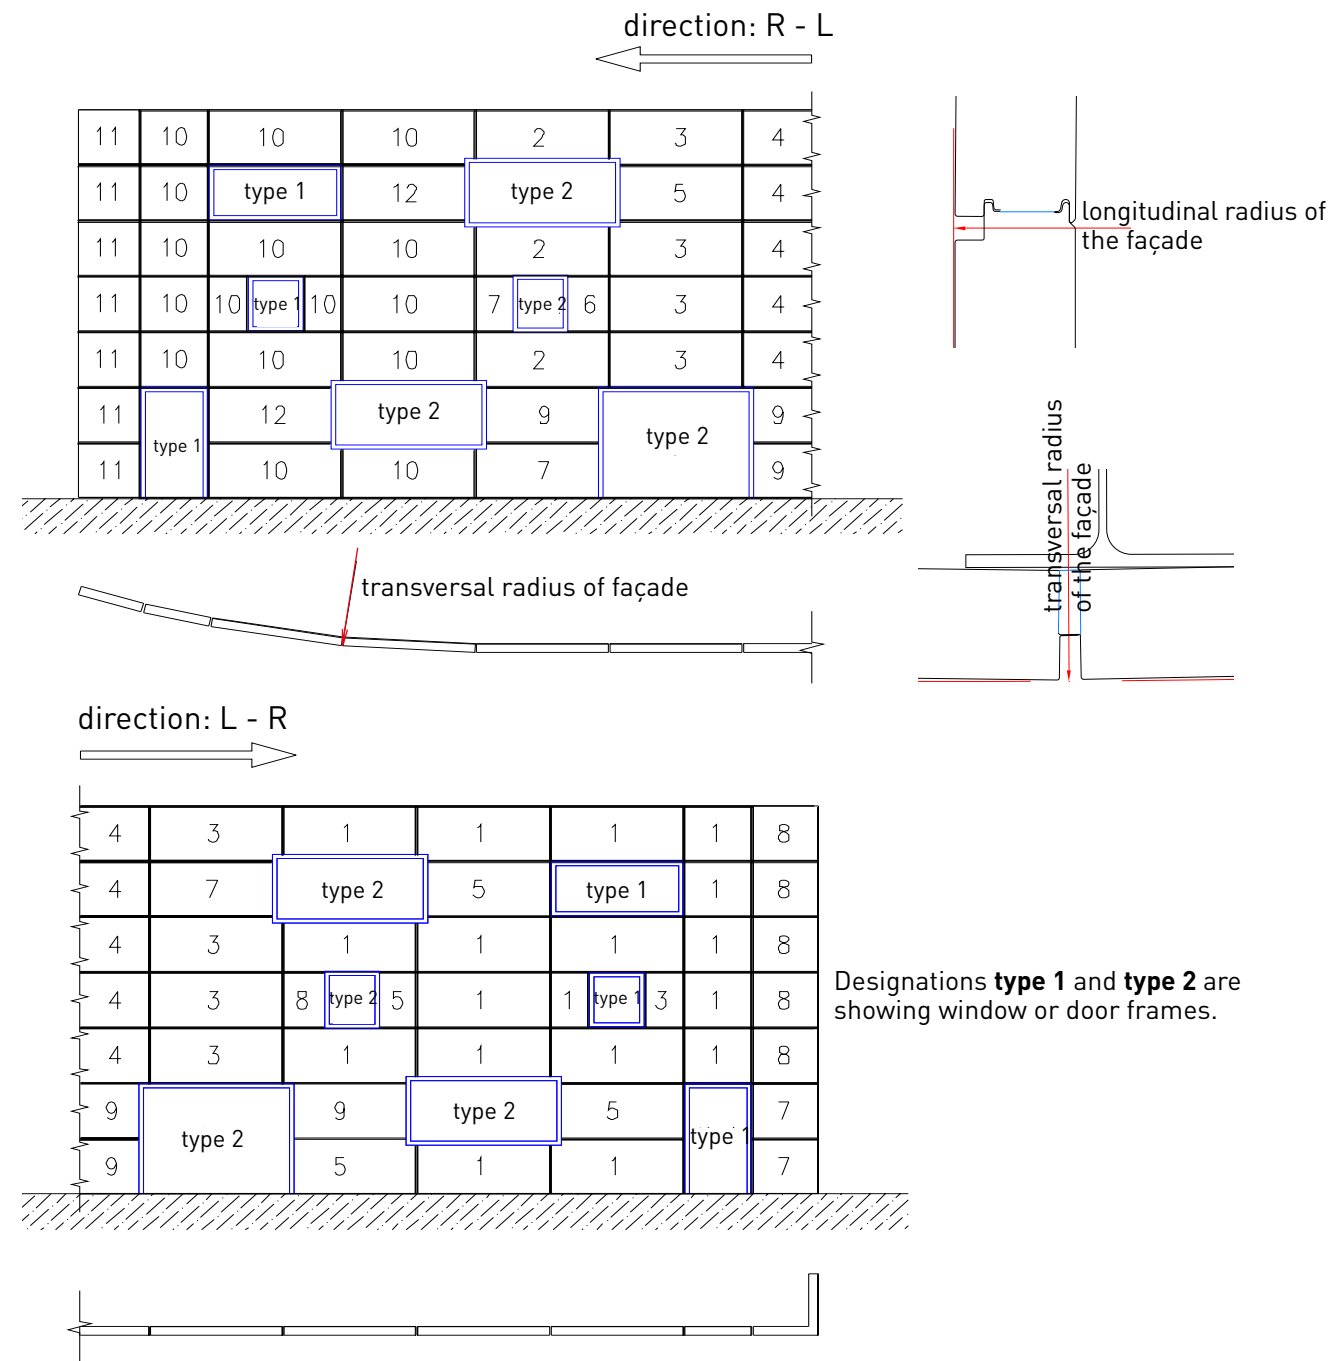 direction: R - L
11 10 10 10 2 3 4
11 10 type 1 12 type 2 5 4
11 10 10 10 2 3 4
11 10 10 type 1 10 10 7 type 2 6 3 4
11 10 10 10 2 3 4
11 12 type 2 9 9
type 1 type 2
11 10 10 7 9
longitudinal radius of
the façade
transversal radius
of the façade
transversal radius of façade
direction: L - R
4 3 1 1 1 1 8
4 7 type 2 5 type 1 1 8
4 3 1 1 1 1 8
4 3 8 type 2 5 1 1 type 1 3 1 8
4 3 1 1 1 1 8
9 9 type 2 5 7
type 2 type 1
9 5 1 1 7
Designations type 1 and type 2 are
showing window or door frames.